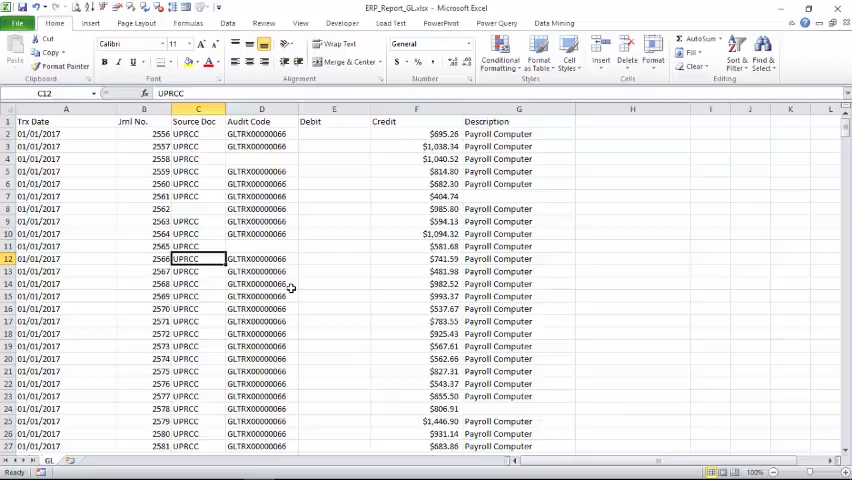 ERP_Report_GL.xlsx - Microsoft Excel
File Home Insert Page Layout Formulas Data Review View Developer Load Test PowerPivot Power Query Data Mining
Paste Cut Copy Format Painter Clipboard
Calibri 11 B I U Font
Wrap Text Merge & Center Alignment
General $ % , Number
Conditional Formatting Format as Table Cell Styles Styles
Insert Delete Format Cells
AutoSum Fill Clear Sort & Filter Find & Select Editing
C12 fx UPRCC
A B C D E F G H I J K L
1 Trx Date Jrnl No. Source Doc Audit Code Debit Credit Description
2 01/01/2017 2556 UPRCC GLTRX00000066 $695.26 Payroll Computer
3 01/01/2017 2557 UPRCC GLTRX00000066 $1,038.34 Payroll Computer
4 01/01/2017 2558 UPRCC $1,040.52 Payroll Computer
5 01/01/2017 2559 UPRCC GLTRX00000066 $814.80 Payroll Computer
6 01/01/2017 2560 UPRCC GLTRX00000066 $682.30 Payroll Computer
7 01/01/2017 2561 UPRCC GLTRX00000066 $404.74
8 01/01/2017 2562 GLTRX00000066 $985.80 Payroll Computer
9 01/01/2017 2563 UPRCC GLTRX00000066 $594.13 Payroll Computer
10 01/01/2017 2564 UPRCC GLTRX00000066 $1,094.32 Payroll Computer
11 01/01/2017 2565 UPRCC $581.68 Payroll Computer
12 01/01/2017 2566 UPRCC GLTRX00000066 $741.59 Payroll Computer
13 01/01/2017 2567 UPRCC GLTRX00000066 $481.98 Payroll Computer
14 01/01/2017 2568 UPRCC GLTRX00000066 $982.52 Payroll Computer
15 01/01/2017 2569 UPRCC GLTRX00000066 $993.37 Payroll Computer
16 01/01/2017 2570 UPRCC GLTRX00000066 $537.67 Payroll Computer
17 01/01/2017 2571 UPRCC GLTRX00000066 $783.55 Payroll Computer
18 01/01/2017 2572 UPRCC GLTRX00000066 $925.43 Payroll Computer
19 01/01/2017 2573 UPRCC GLTRX00000066 $567.61 Payroll Computer
20 01/01/2017 2574 UPRCC GLTRX00000066 $562.66 Payroll Computer
21 01/01/2017 2575 UPRCC GLTRX00000066 $827.31 Payroll Computer
22 01/01/2017 2576 UPRCC GLTRX00000066 $543.37 Payroll Computer
23 01/01/2017 2577 UPRCC GLTRX00000066 $655.50 Payroll Computer
24 01/01/2017 2578 UPRCC GLTRX00000066 $806.91
25 01/01/2017 2579 UPRCC GLTRX00000066 $1,446.90 Payroll Computer
26 01/01/2017 2580 UPRCC GLTRX00000066 $931.14 Payroll Computer
27 01/01/2017 2581 UPRCC GLTRX00000066 $683.86 Payroll Computer
GL
Ready 100%